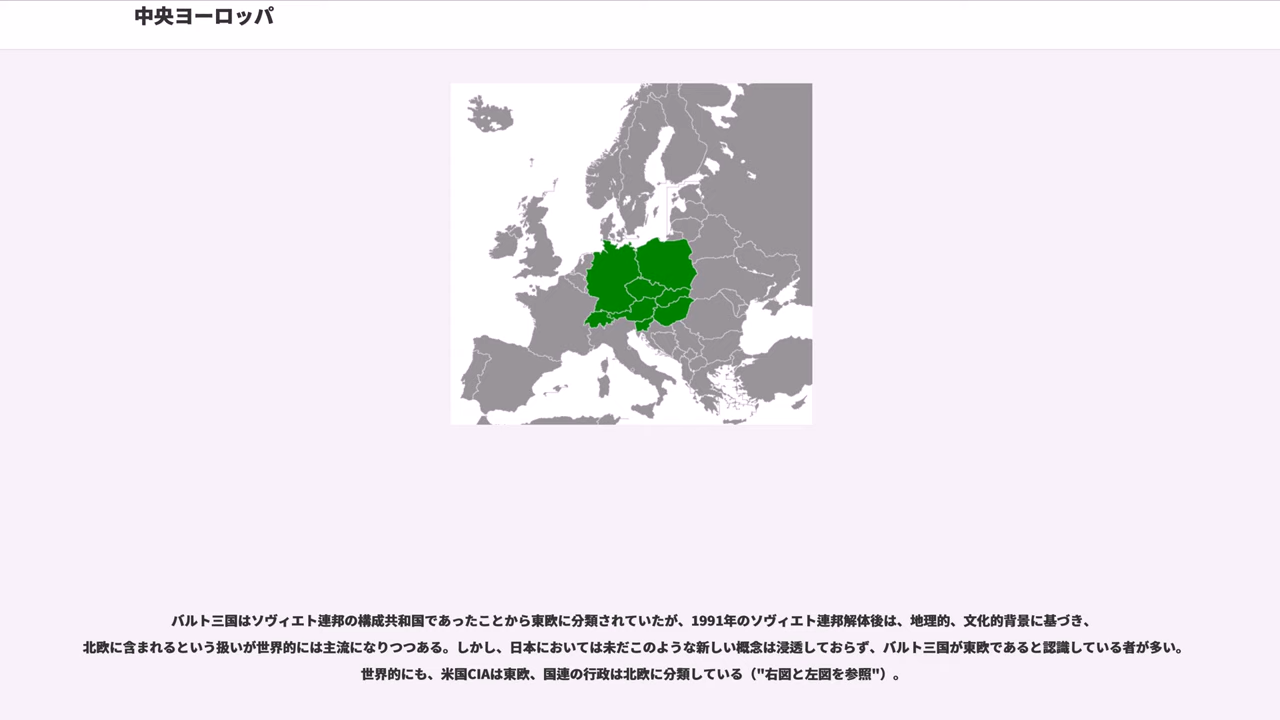 中央ヨーロッパ
バルト三国はソヴィエト連邦の構成共和国であったことから東欧に分類されていたが、1991年のソヴィエト連邦解体後は、地理的、文化的背景に基づき、
北欧に含まれるという扱いが世界的には主流になりつつある。しかし、日本においては未だこのような新しい概念は浸透しておらず、バルト三国が東欧であると認識している者が多い。
世界的にも、米国CIAは東欧、国連の行政は北欧に分類している（"右図と左図を参照"）。